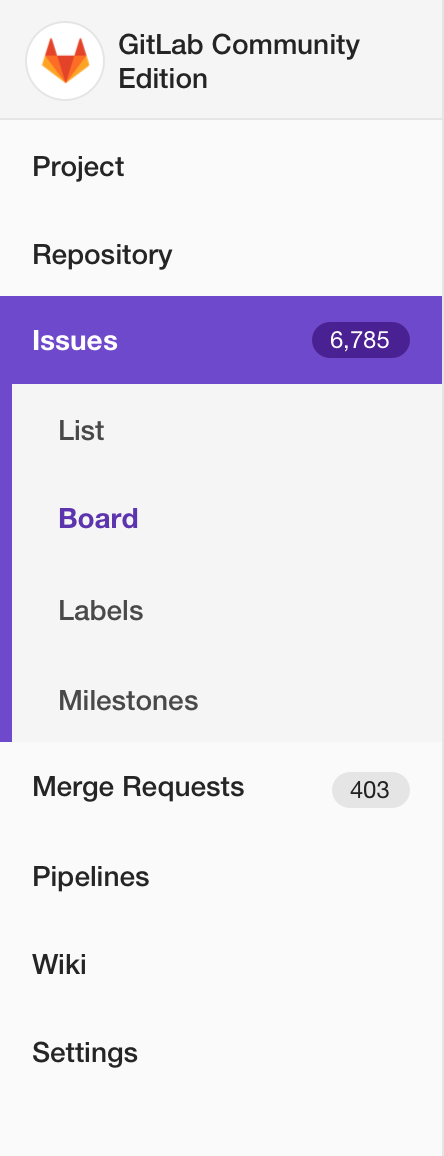 GitLab Community
Edition
Project
Repository
Issues 6,785
List
Board
Labels
Milestones
Merge Requests 403
Pipelines
Wiki
Settings